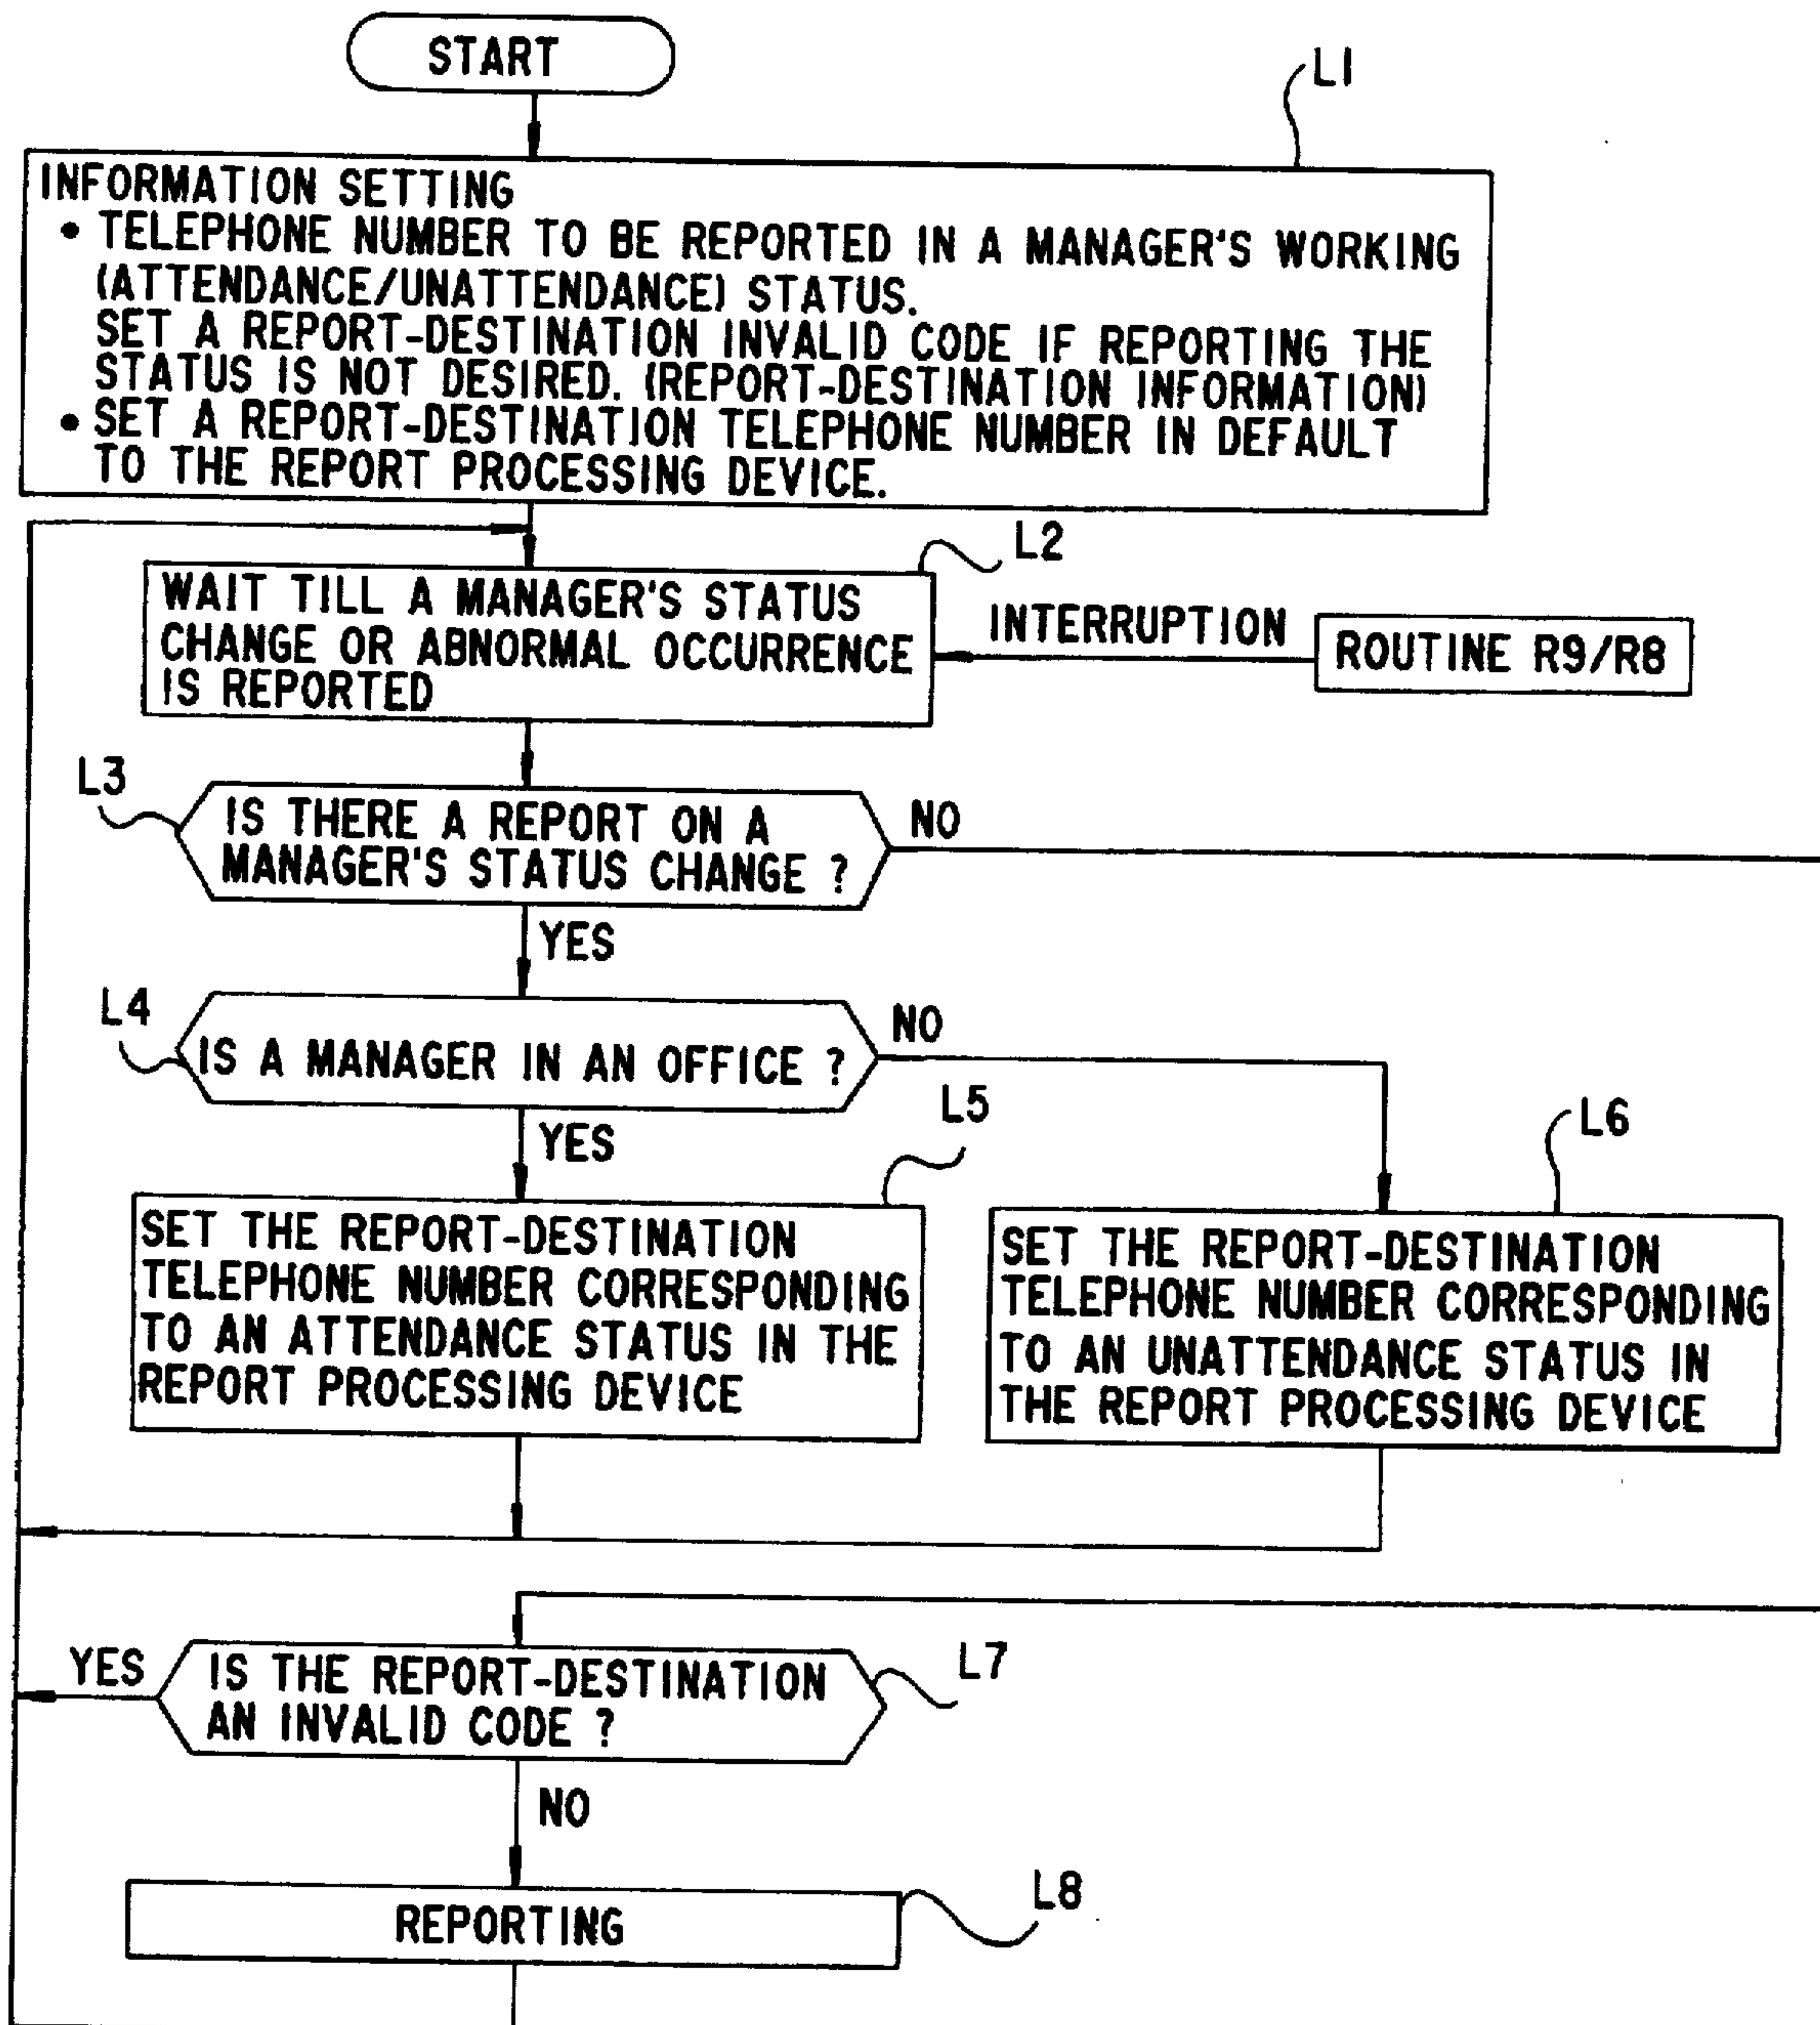 START
L1
INFORMATION SETTING
• TELEPHONE NUMBER TO BE REPORTED IN A MANAGER'S WORKING
(ATTENDANCE/UNATTENDANCE) STATUS.
SET A REPORT-DESTINATION INVALID CODE IF REPORTING THE
STATUS IS NOT DESIRED. (REPORT-DESTINATION INFORMATION)
• SET A REPORT-DESTINATION TELEPHONE NUMBER IN DEFAULT
TO THE REPORT PROCESSING DEVICE.
L2
WAIT TILL A MANAGER'S STATUS
CHANGE OR ABNORMAL OCCURRENCE
IS REPORTED
INTERRUPTION
ROUTINE R9/R8
L3
IS THERE A REPORT ON A
MANAGER'S STATUS CHANGE ?
NO
YES
L4
IS A MANAGER IN AN OFFICE ?
NO
YES
L5
L6
SET THE REPORT-DESTINATION
TELEPHONE NUMBER CORRESPONDING
TO AN ATTENDANCE STATUS IN THE
REPORT PROCESSING DEVICE
SET THE REPORT-DESTINATION
TELEPHONE NUMBER CORRESPONDING
TO AN UNATTENDANCE STATUS IN
THE REPORT PROCESSING DEVICE
YES
IS THE REPORT-DESTINATION
AN INVALID CODE ?
L7
NO
REPORTING
L8